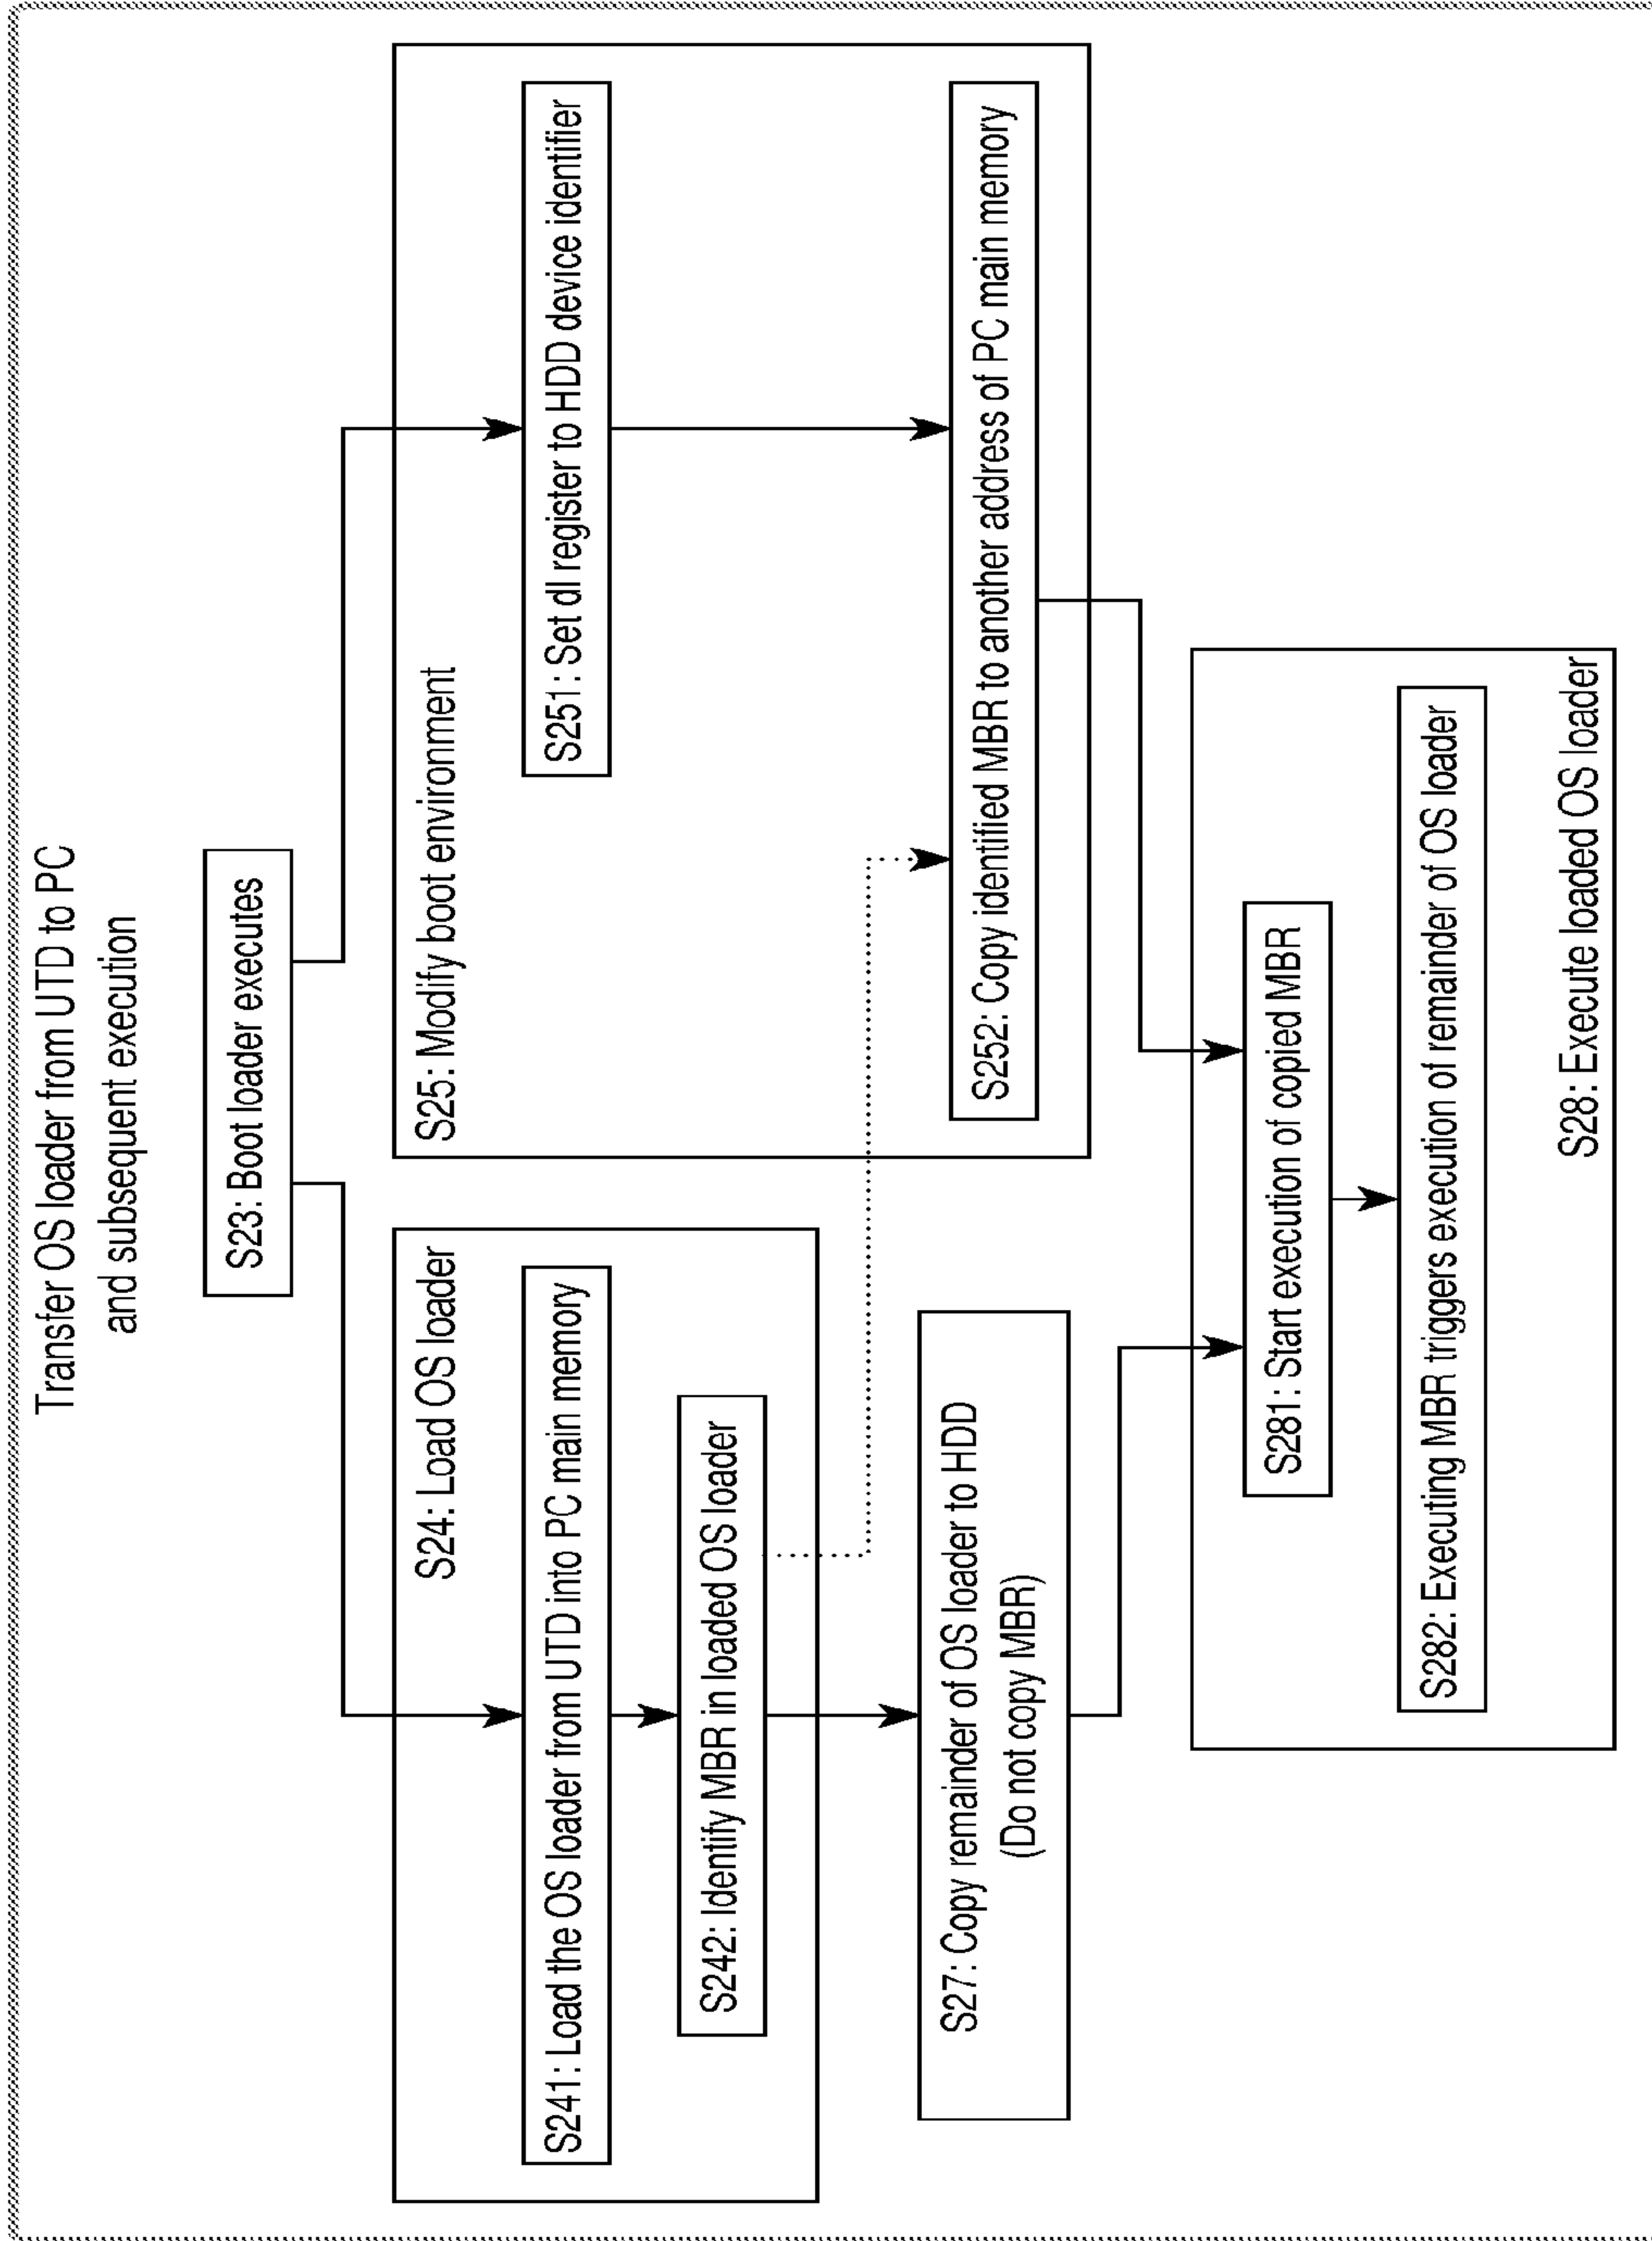 Transfer OS loader from UTD to PC
and subsequent execution
S23: Boot loader executes
S24: Load OS loader
S241: Load the OS loader from UTD into PC main memory
S242: Identify MBR in loaded OS loader
S27: Copy remainder of OS loader to HDD
(Do not copy MBR)
S25: Modify boot environment
S251: Set dl register to HDD device identifier
S252: Copy identified MBR to another address of PC main memory
S281: Start execution of copied MBR
S282: Executing MBR triggers execution of remainder of OS loader
S28: Execute loaded OS loader